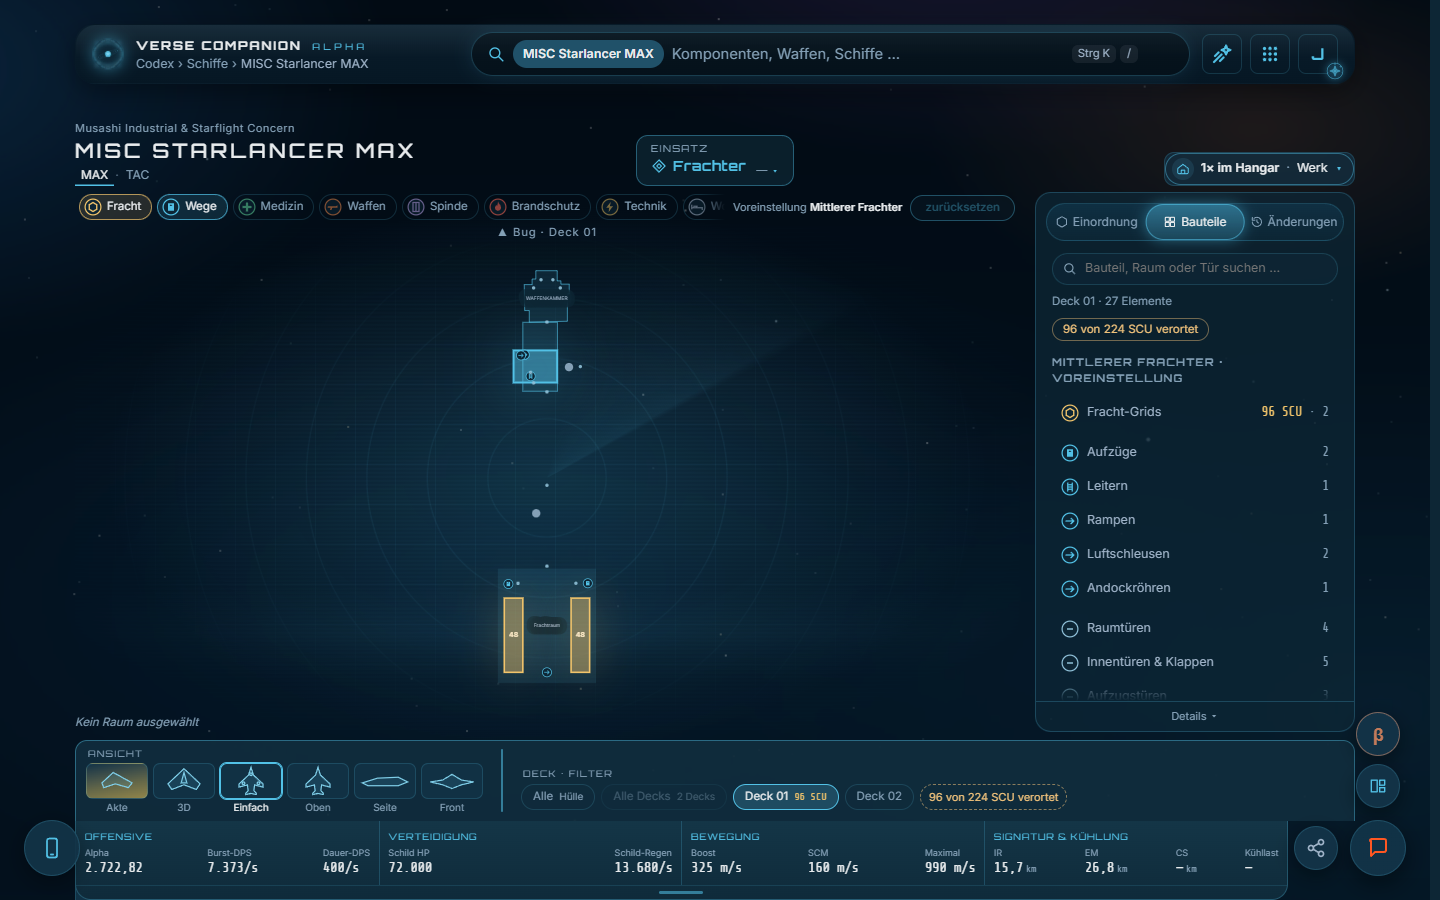 VERSE COMPANION ALPHA
Codex › Schiffe › MISC Starlancer MAX
MISC Starlancer MAX Komponenten, Waffen, Schiffe ... Strg K /
Musashi Industrial & Starflight Concern
MISC STARLANCER MAX
MAX · TAC
EINSATZ
Frachter
1× im Hangar · Werk
Fracht Wege Medizin Waffen Spinde Brandschutz Technik Voreinstellung Mittlerer Frachter zurücksetzen
▲ Bug · Deck 01
WAFFENKAMMER
48 Frachtraum 48
Kein Raum ausgewählt
Einordnung Bauteile Änderungen
Bauteil, Raum oder Tür suchen ...
Deck 01 · 27 Elemente
96 von 224 SCU verortet
MITTLERER FRACHTER ·
VOREINSTELLUNG
Fracht-Grids 96 SCU · 2
Aufzüge 2
Leitern 1
Rampen 1
Luftschleusen 2
Andockröhren 1
Raumtüren 4
Innentüren & Klappen 5
Aufzugstüren 3
Details
β
ANSICHT
Akte 3D Einfach Oben Seite Front
DECK · FILTER
Alle Hülle Alle Decks 2 Decks Deck 01 96 SCU Deck 02 96 von 224 SCU verortet
OFFENSIVE
Alpha Burst-DPS Dauer-DPS
2.722,82 7.373/s 400/s
VERTEIDIGUNG
Schild HP Schild-Regen
72.000 13.680/s
BEWEGUNG
Boost SCM Maximal
325 m/s 160 m/s 990 m/s
SIGNATUR & KÜHLUNG
IR EM CS Kühllast
15,7 km 26,8 km – km –